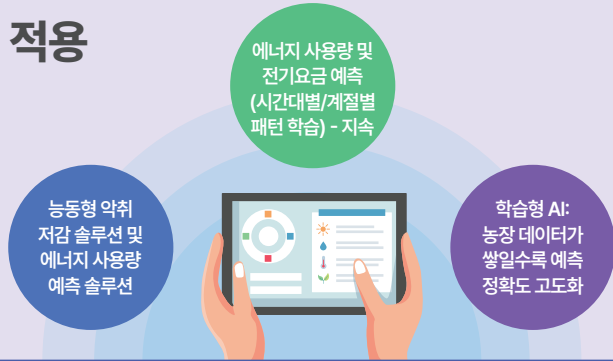 적용
에너지 사용량 및
전기요금 예측
(시간대별/계절별
패턴 학습) - 지속
능동형 악취
저감 솔루션 및
에너지 사용량
예측 솔루션
학습형 AI:
농장 데이터가
쌓일수록 예측
정확도 고도화